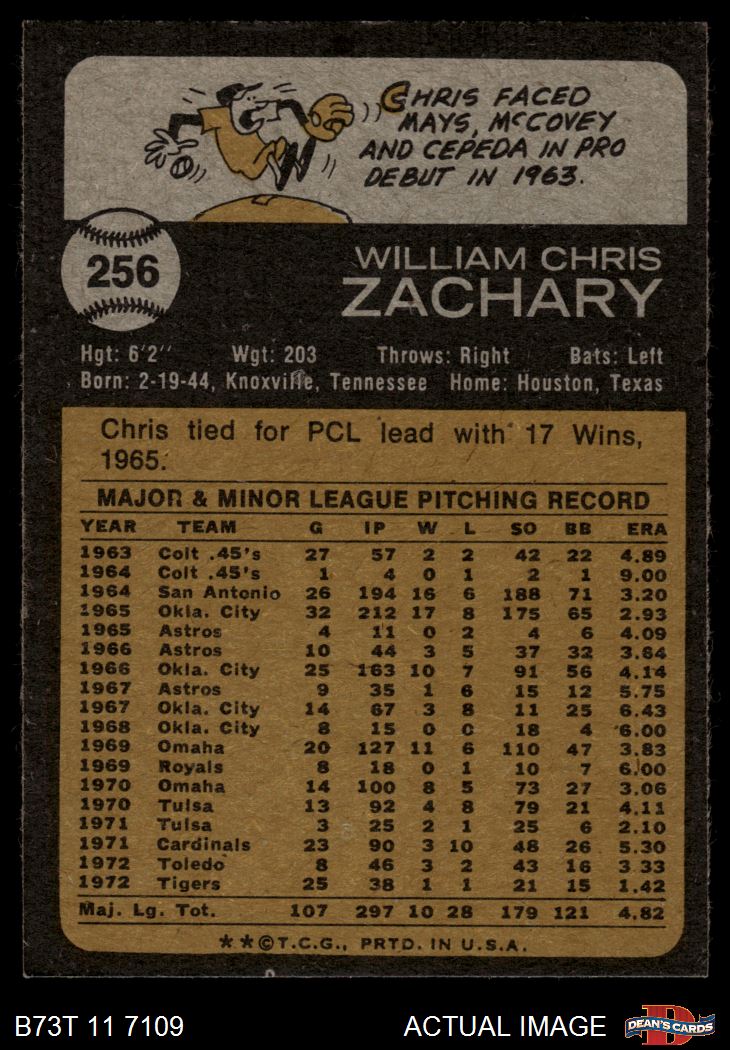 CHRIS FACED
MAYS, McCOVEY
AND CEPEDA IN PRO
DEBUT IN 1963.
256
WILLIAM CHRIS
ZACHARY
Hgt: 6'2" Wgt: 203 Throws: Right Bats: Left
Born: 2-19-44, Knoxville, Tennessee Home: Houston, Texas
Chris tied for PCL lead with 17 Wins,
1965.
MAJOR & MINOR LEAGUE PITCHING RECORD
YEAR TEAM G IP W L SO BB ERA
1963 Colt .45's 27 57 2 2 42 22 4.89
1964 Colt .45's 1 4 0 1 2 1 9.00
1964 San Antonio 26 194 16 6 188 71 3.20
1965 Okla. City 32 212 17 8 175 65 2.93
1965 Astros 4 11 0 2 4 6 4.09
1966 Astros 10 44 3 5 37 32 3.64
1966 Okla. City 25 163 10 7 91 56 4.14
1967 Astros 9 35 1 6 15 12 5.75
1967 Okla. City 14 67 3 8 11 25 6.43
1968 Okla. City 8 15 0 0 18 4 6.00
1969 Omaha 20 127 11 6 110 47 3.83
1969 Royals 8 18 0 1 10 7 6.00
1970 Omaha 14 100 8 5 73 27 3.06
1970 Tulsa 13 92 4 8 79 21 4.11
1971 Tulsa 3 25 2 1 25 6 2.10
1971 Cardinals 23 90 3 10 48 26 5.30
1972 Toledo 8 46 3 2 43 16 3.33
1972 Tigers 25 38 1 1 21 15 1.42
Maj. Lg. Tot. 107 297 10 28 179 121 4.82
**©T.C.G., PRTD. IN U.S.A.
B73T 11 7109 ACTUAL IMAGE
D
DEAN'S CARDS